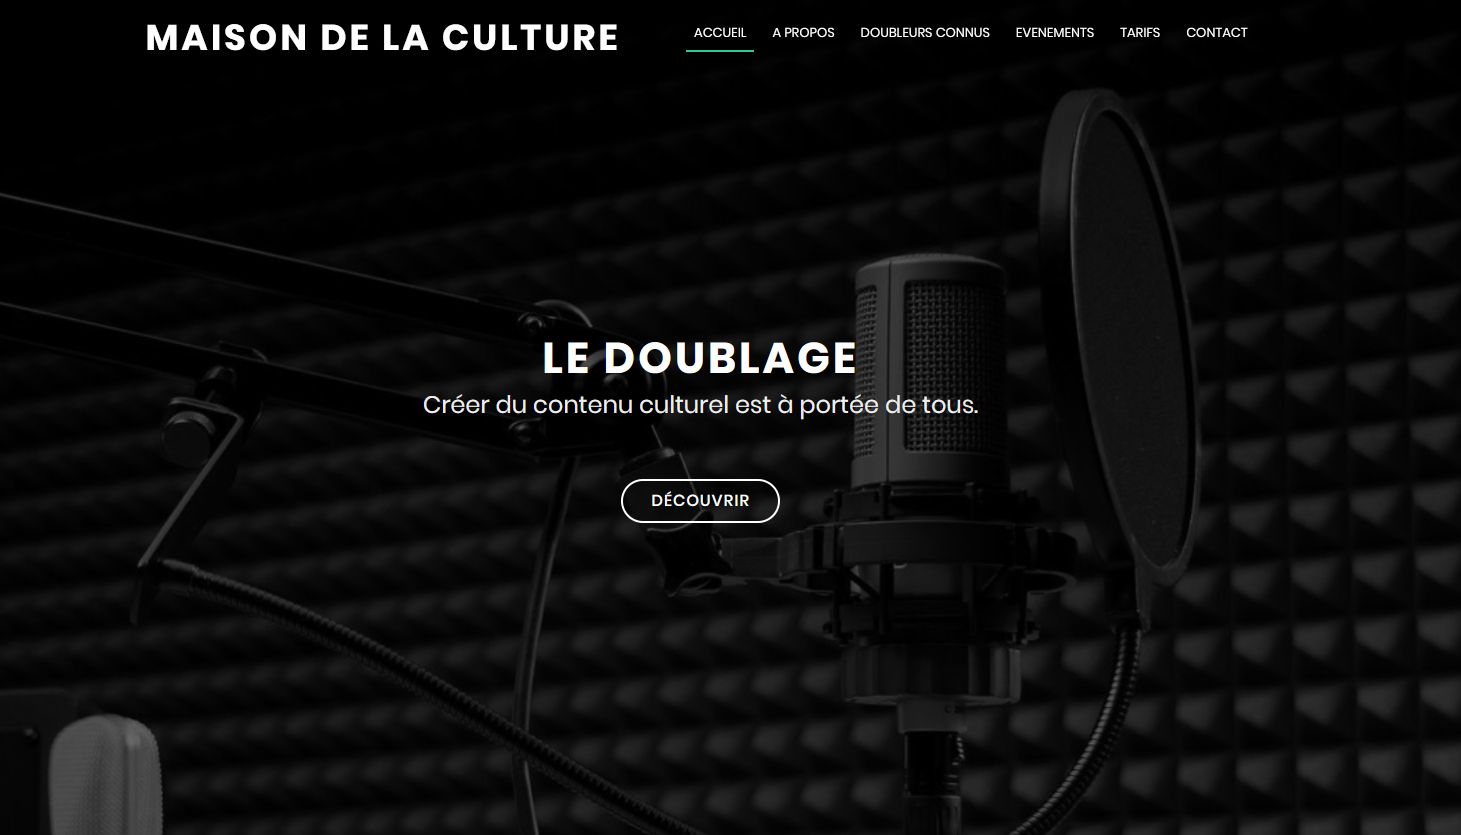 MAISON DE LA CULTURE
ACCUEIL A PROPOS DOUBLEURS CONNUS EVENEMENTS TARIFS CONTACT
LE DOUBLAGE
Créer du contenu culturel est à portée de tous.
DÉCOUVRIR